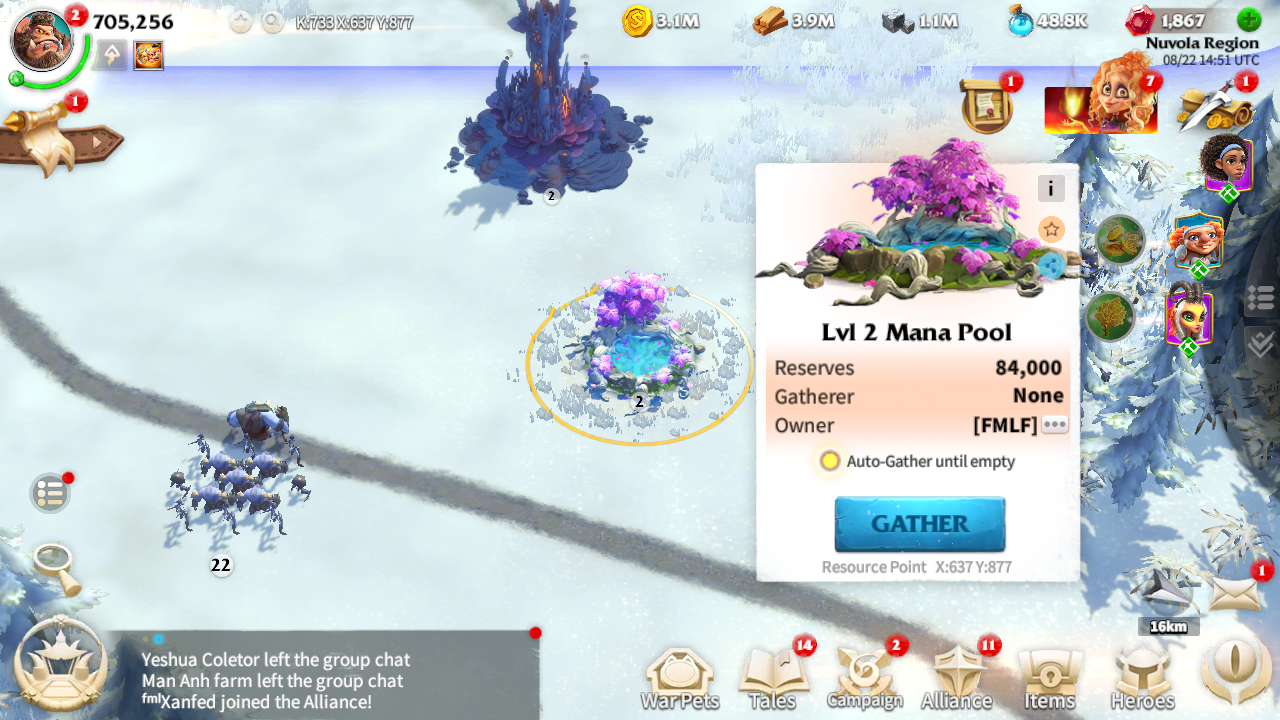 2
705,256
K:733 X:637 Y:877
3.1M
3.9M
1.1M
48.8K
1,867
Nuvola Region
08/22 14:51 UTC
1
1
7
1
2
i
Lvl 2 Mana Pool
Reserves 84,000
Gatherer None
Owner [FMLF]
Auto-Gather until empty
GATHER
Resource Point X:637 Y:877
2
22
1
16km
Yeshua Coletor left the group chat
Man Anh farm left the group chat
fmlXanfed joined the Alliance!
14
2
11
War Pets
Tales
Campaign
Alliance
Items
Heroes